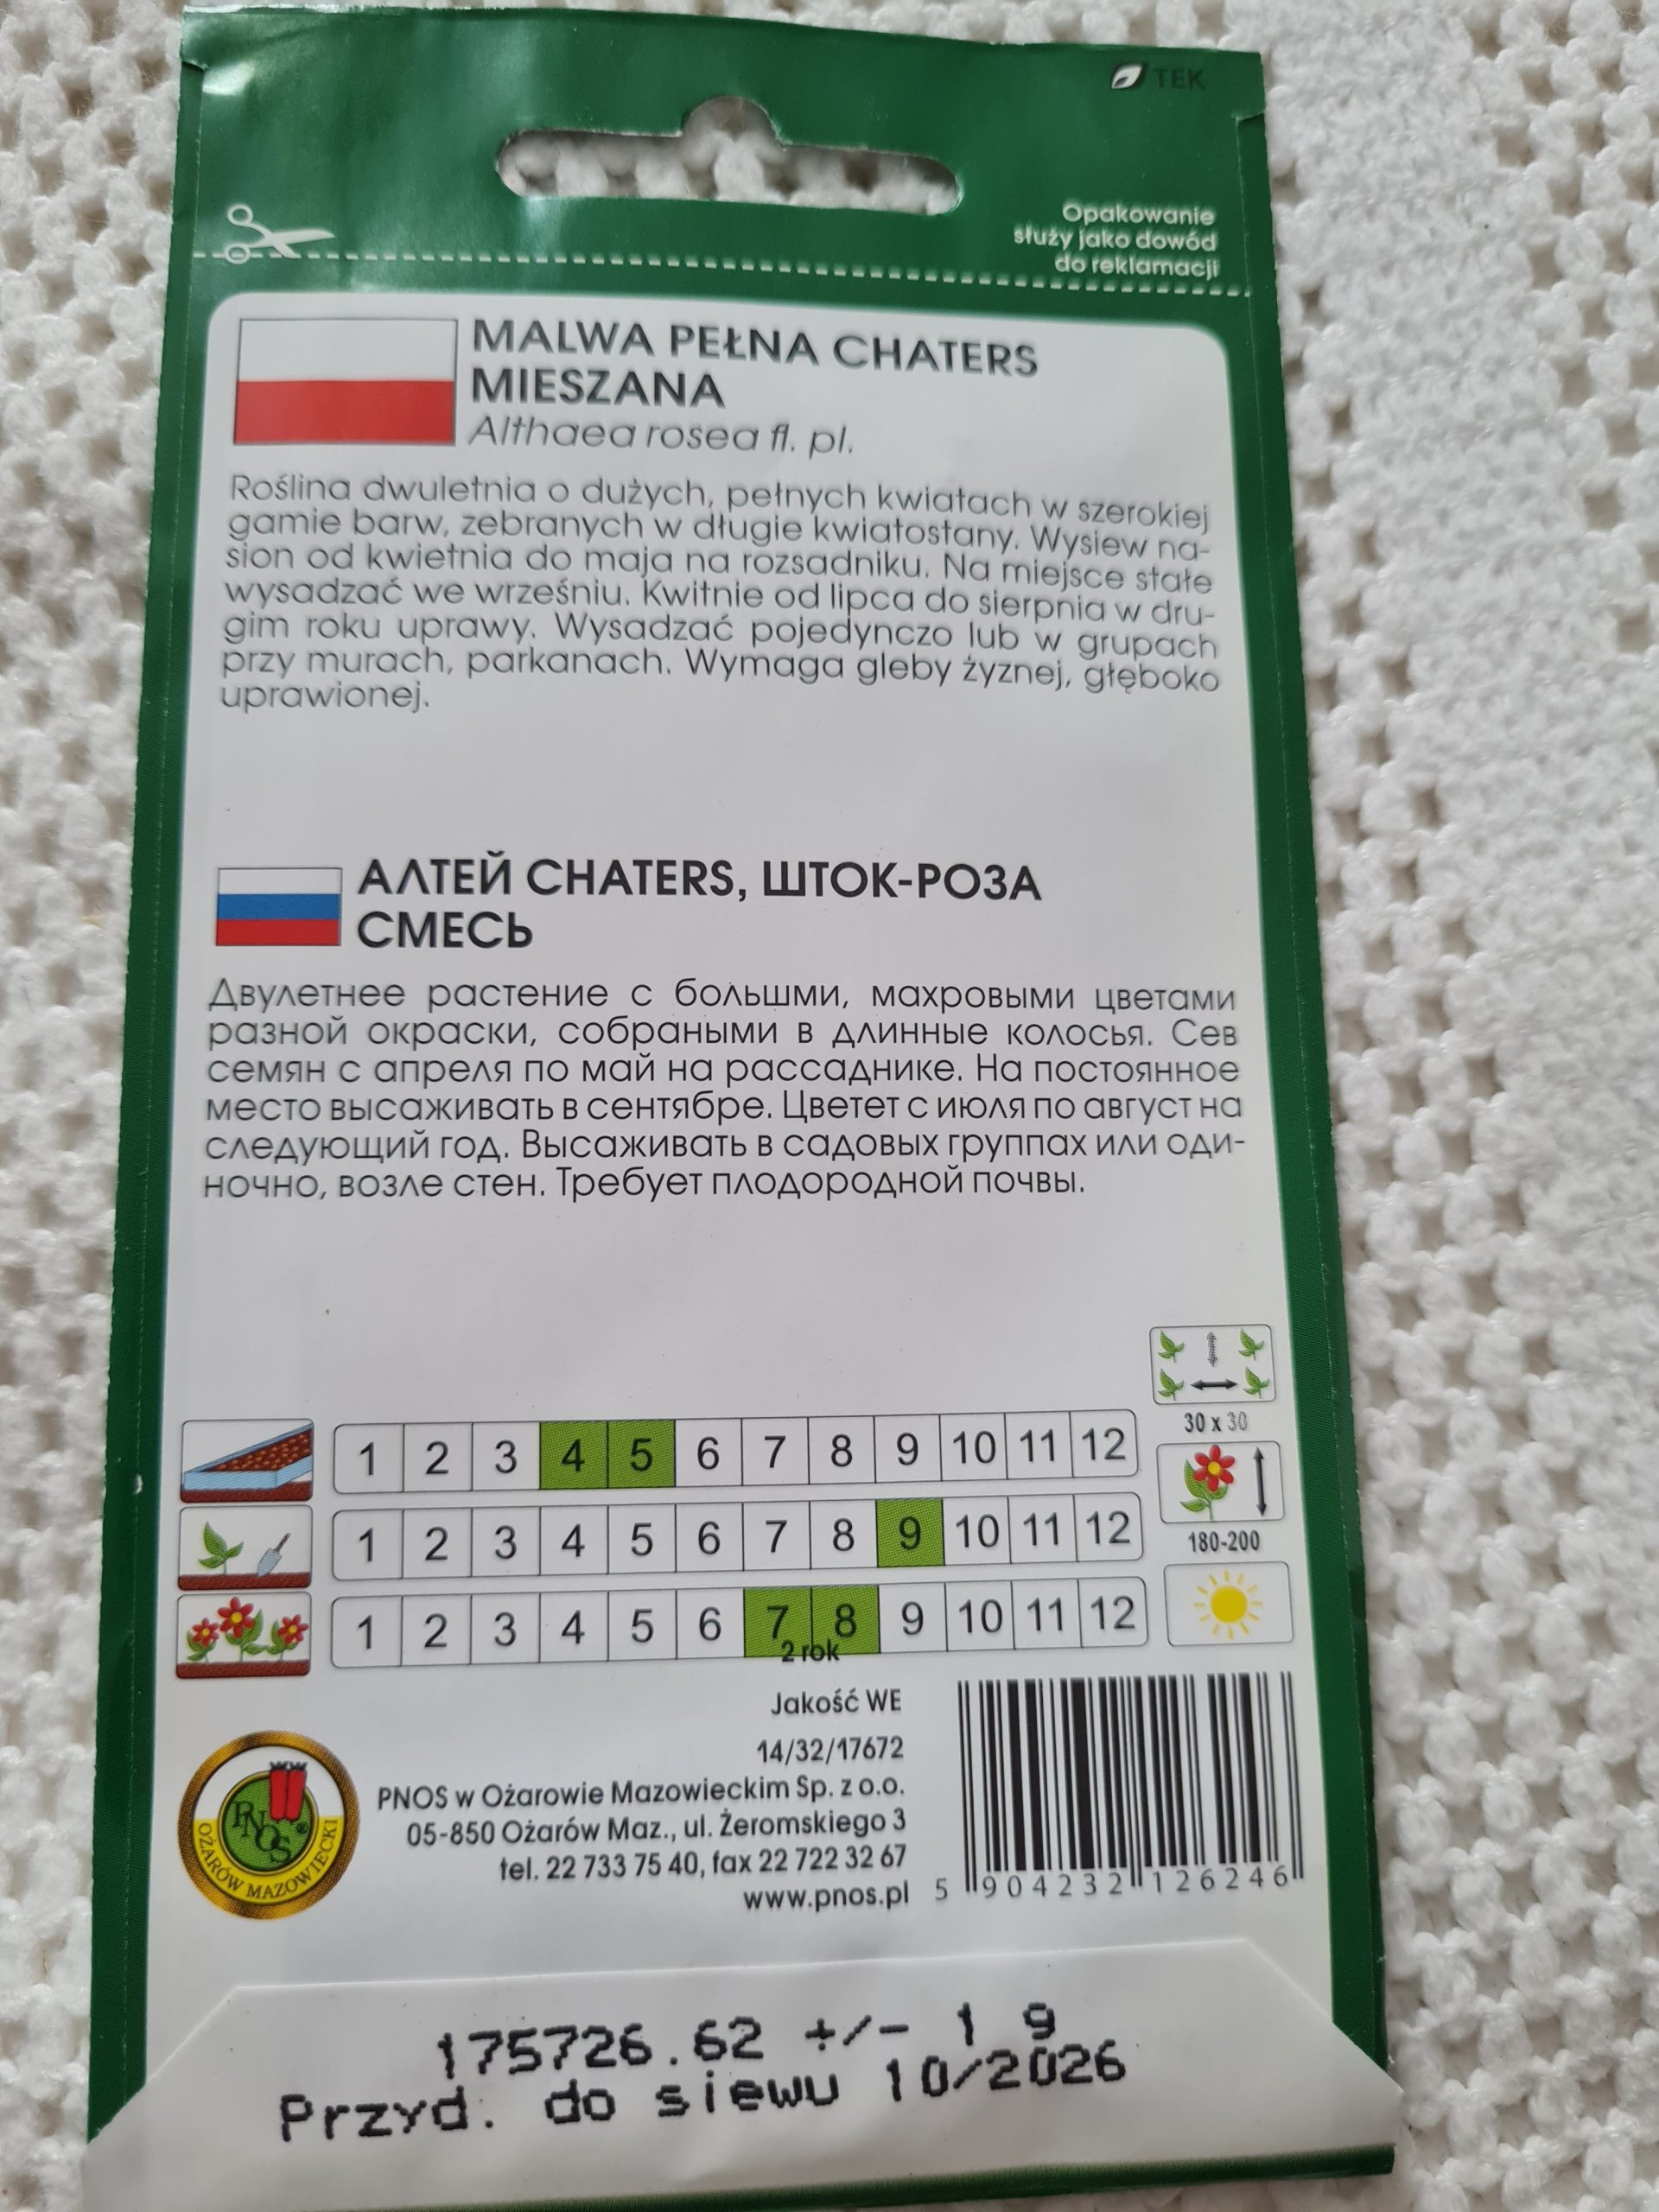 TEK
Opakowanie
służy jako dowód
do reklamacji
MALWA PEŁNA CHATERS
MIESZANA
Althaea rosea fl. pl.
Roślina dwuletnia o dużych, pełnych kwiatach w szerokiej
gamie barw, zebranych w długie kwiatostany. Wysiew na-
sion od kwietnia do maja na rozsadniku. Na miejsce stałe
wysadzać we wrześniu. Kwitnie od lipca do sierpnia w dru-
gim roku uprawy. Wysadzać pojedynczo lub w grupach
przy murach, parkanach. Wymaga gleby żyznej, głęboko
uprawionej.
АЛТЕЙ CHATERS, ШТОК-РОЗА
СМЕСЬ
Двулетнее растение с большми, махровыми цветами
разной окраски, собраными в длинные колосья. Сев
семян с апреля по май на рассаднике. На постоянное
место высаживать в сентябре. Цветет с июля по август на
следующий год. Высаживать в садовых группах или оди-
ночно, возле стен. Требует плодородной почвы.
1 2 3 4 5 6 7 8 9 10 11 12
30 x 30
1 2 3 4 5 6 7 8 9 10 11 12
180-200
1 2 3 4 5 6 7 8 9 10 11 12
2 rok
Jakość WE
14/32/17672
PNOS w Ożarowie Mazowieckim Sp. z o.o.
05-850 Ożarów Maz., ul. Żeromskiego 3
tel. 22 733 75 40, fax 22 722 32 67
www.pnos.pl
PNOS ®
OŻARÓW MAZOWIECKI
5 904232 126246
175726.62 +/- 1 g
Przyd. do siewu 10/2026